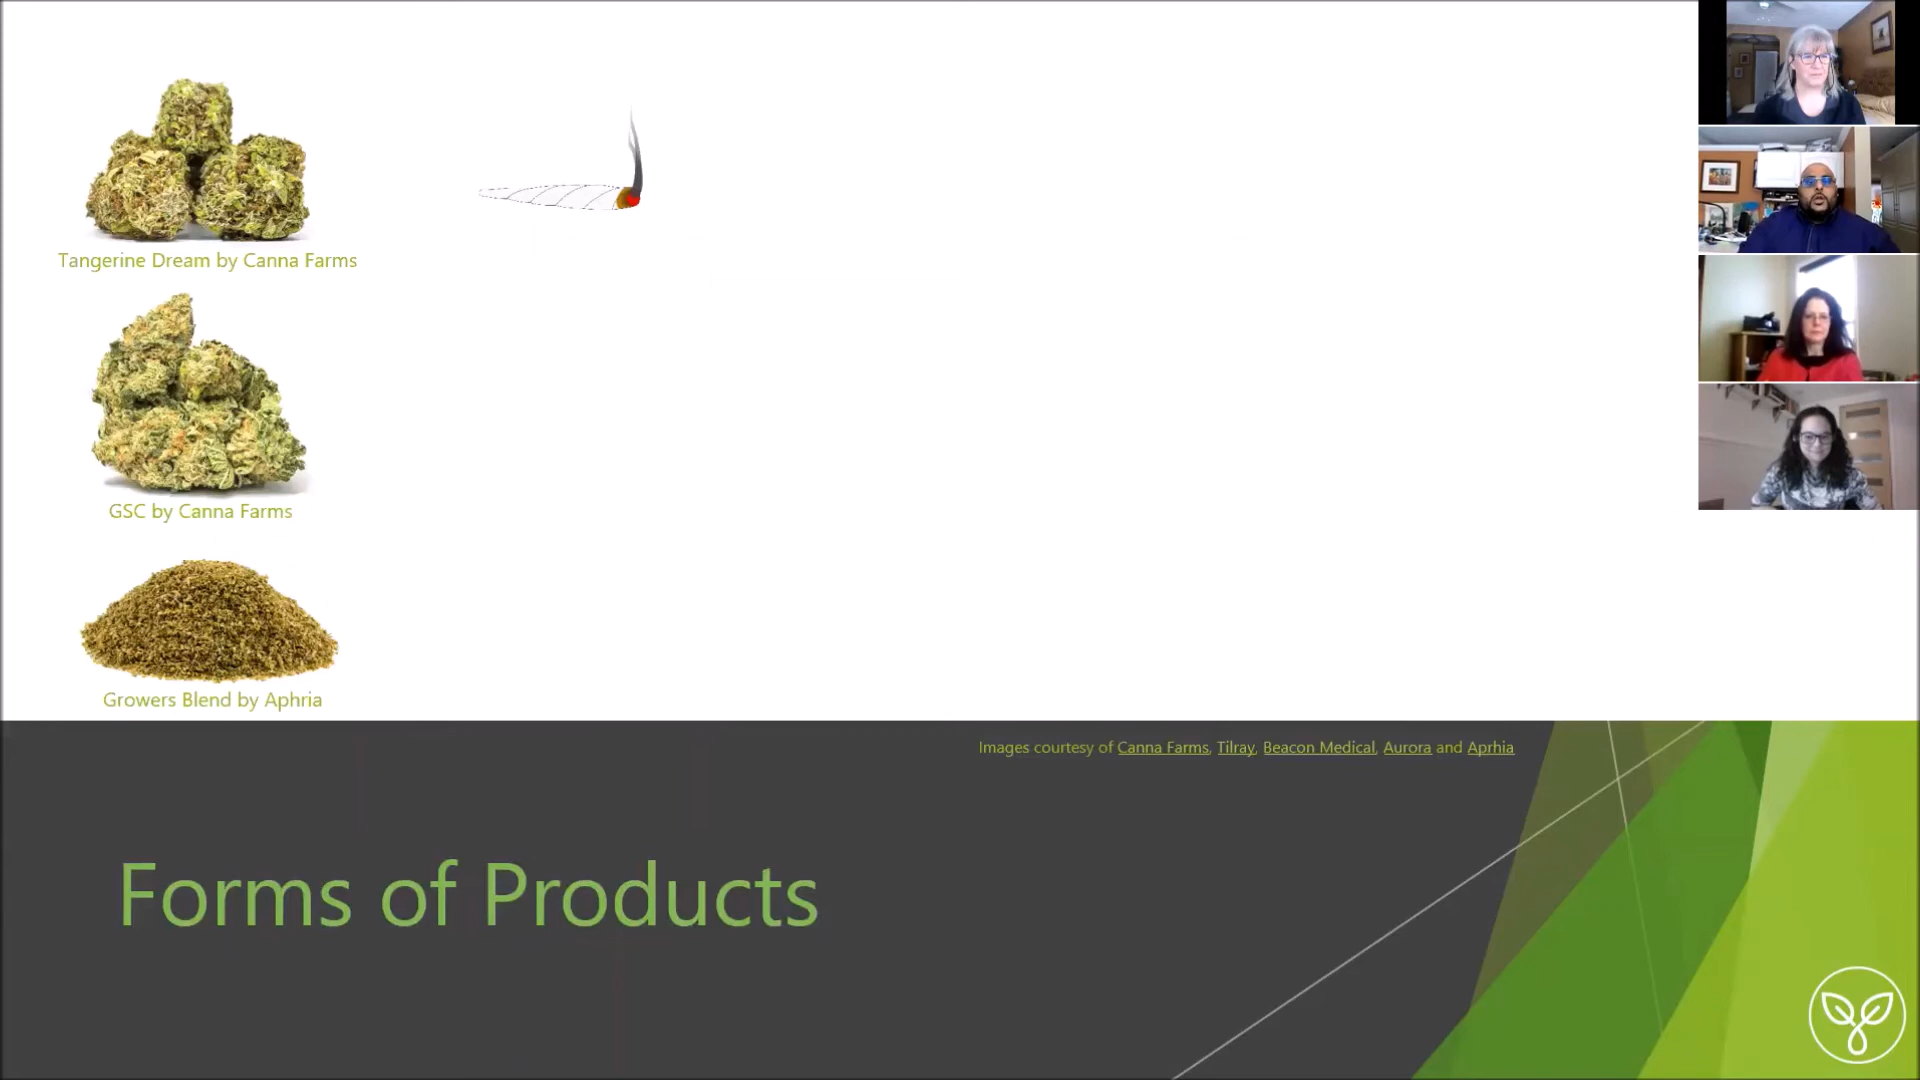 Tangerine Dream by Canna Farms
GSC by Canna Farms
Growers Blend by Aphria
Images courtesy of Canna Farms, Tilray, Beacon Medical, Aurora and Aprhia
Forms of Products